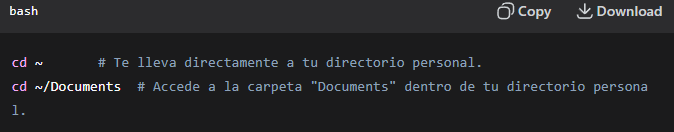 bash
Copy
Download
cd ~       # Te lleva directamente a tu directorio personal.
cd ~/Documents  # Accede a la carpeta "Documents" dentro de tu directorio persona
l.